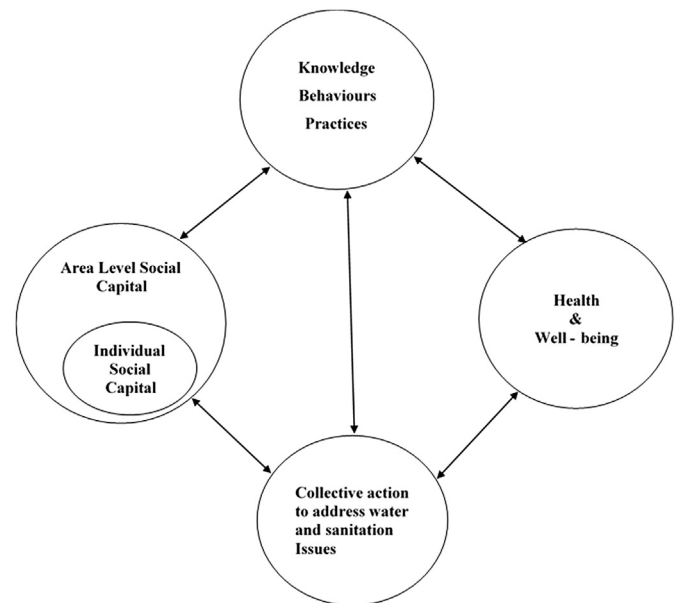 Knowledge
Behaviours
Practices
Area Level Social
Capital
Individual
Social
Capital
Health
&
Well - being
Collective action
to address water
and sanitation
Issues